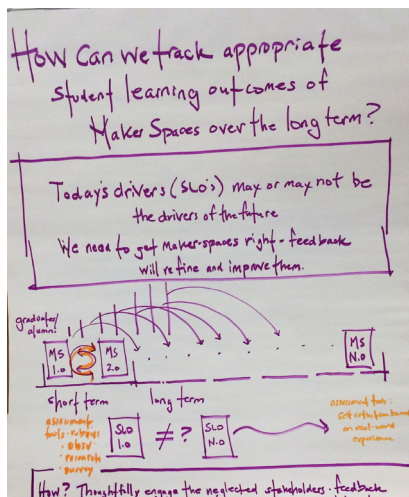 How Can we track appropriate
student learning outcomes of
Maker Spaces over the long term?
Today's drivers (SLO's) may or may not be
the drivers of the future
We need to get Maker-spaces right - feedback
will refine and improve them.
graduates/
alumni
MS
1.0
MS
2.0
MS
N.0
short term
long term
assessment
tools - rubrics
• obsv
• research
• survey
SLO
1.0
≠ ?
SLO
N.0
assessment tools:
on real-world
experience
How? Thoughtfully engage the neglected stakeholders - feedback